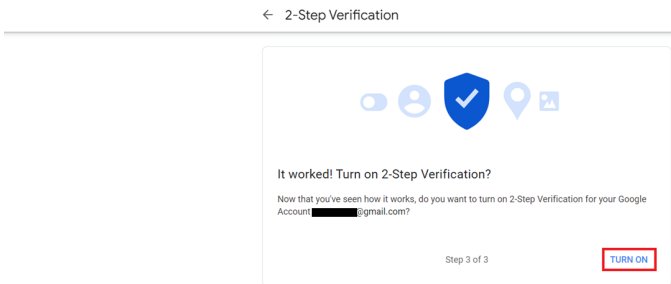 2-Step Verification
It worked! Turn on 2-Step Verification?
Now that you've seen how it works, do you want to turn on 2-Step Verification for your Google
Account @gmail.com?
Step 3 of 3
TURN ON